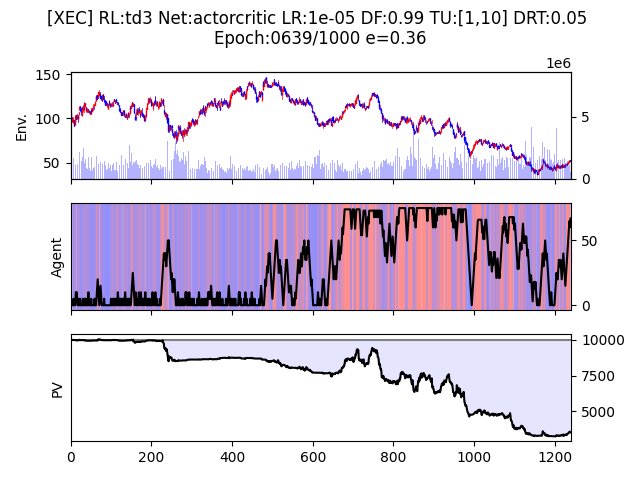 [XEC] RL:td3 Net:actorcritic LR:1e-05 DF:0.99 TU:[1,10] DRT:0.05
Epoch:0639/1000 e=0.36
1e6
150
100
50
Env.
5
0
Agent
50
0
PV
10000
7500
5000
0 200 400 600 800 1000 1200